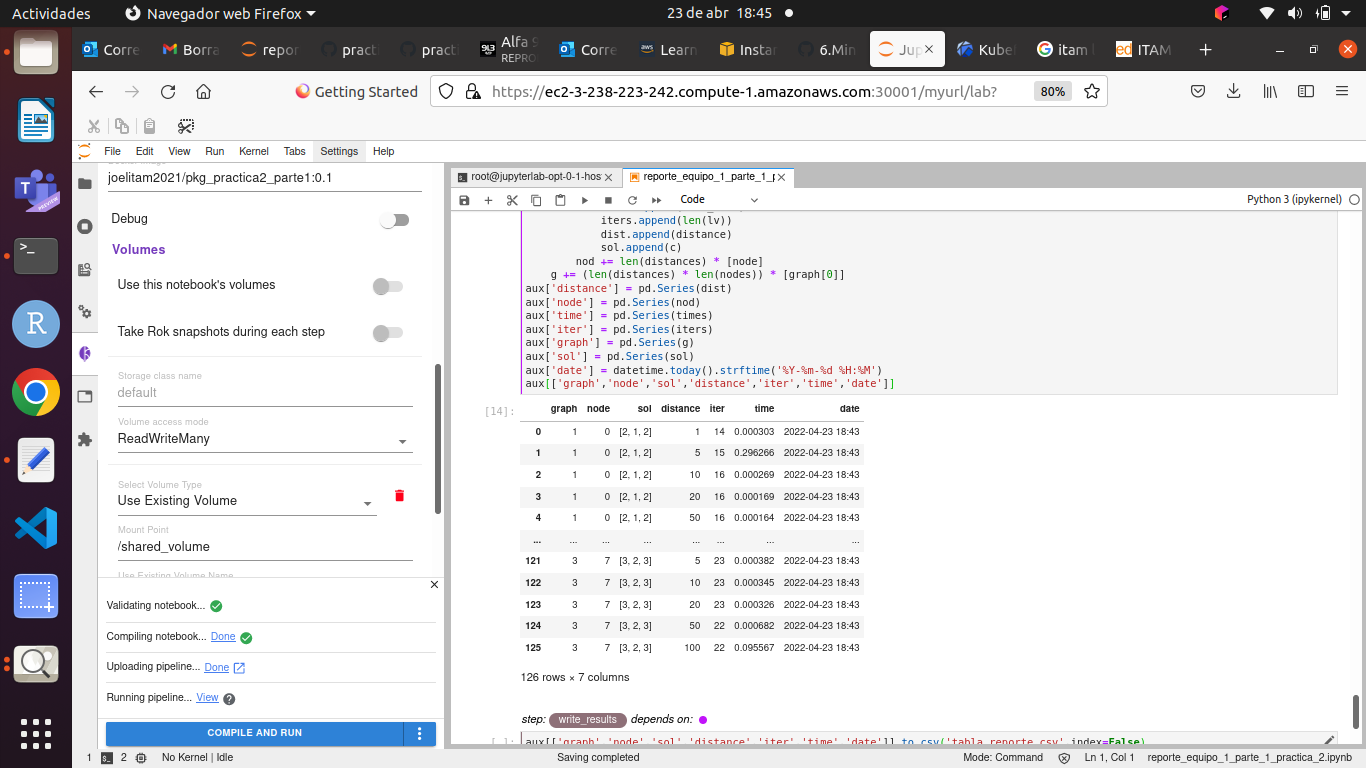 Actividades
Navegador web Firefox
23 de abr 18:45
Corre
Borra
repor
pract
pract
91.3
Alfa 9
REPRO
Corre
aws
Learn
Instan
6.Min
Jup
Kube
itam
ITAM
Getting Started
https://ec2-3-238-223-242.compute-1.amazonaws.com:30001/myurl/lab?
80%
File Edit View Run Kernel Tabs Settings Help
joelitam2021/pkg_practica2_parte1:0.1
Debug
Volumes
Use this notebook's volumes
Take Rok snapshots during each step
Storage class name
default
Volume access mode
ReadWriteMany
Select Volume Type
Use Existing Volume
Mount Point
/shared_volume
Use Existing Volume Name
Validating notebook...
Compiling notebook... Done
Uploading pipeline... Done
Running pipeline... View
COMPILE AND RUN
root@jupyterlab-opt-0-1-hos
reporte_equipo_1_parte_1_p
Code
Python 3 (ipykernel)
iters.append(len(lv))
dist.append(distance)
sol.append(c)
nod += len(distances) * [node]
g += (len(distances) * len(nodes)) * [graph[0]]
aux['distance'] = pd.Series(dist)
aux['node'] = pd.Series(nod)
aux['time'] = pd.Series(times)
aux['iter'] = pd.Series(iters)
aux['graph'] = pd.Series(g)
aux['sol'] = pd.Series(sol)
aux['date'] = datetime.today().strftime('%Y-%m-%d %H:%M')
aux[['graph','node','sol','distance','iter','time','date']]
[14]:
graph node sol distance iter time date
0 1 0 [2, 1, 2] 1 14 0.000303 2022-04-23 18:43
1 1 0 [2, 1, 2] 5 15 0.296266 2022-04-23 18:43
2 1 0 [2, 1, 2] 10 16 0.000269 2022-04-23 18:43
3 1 0 [2, 1, 2] 20 16 0.000169 2022-04-23 18:43
4 1 0 [2, 1, 2] 50 16 0.000164 2022-04-23 18:43
... ... ... ... ... ... ... ...
121 3 7 [3, 2, 3] 5 23 0.000382 2022-04-23 18:43
122 3 7 [3, 2, 3] 10 23 0.000345 2022-04-23 18:43
123 3 7 [3, 2, 3] 20 23 0.000326 2022-04-23 18:43
124 3 7 [3, 2, 3] 50 22 0.000682 2022-04-23 18:43
125 3 7 [3, 2, 3] 100 22 0.095567 2022-04-23 18:43
126 rows × 7 columns
step: write_results depends on:
[ ]: aux[['graph','node','sol','distance','iter','time','date']].to_csv('tabla_reporte.csv',index=False)
1 2 No Kernel | Idle
Saving completed
Mode: Command
Ln 1, Col 1
reporte_equipo_1_parte_1_practica_2.ipynb